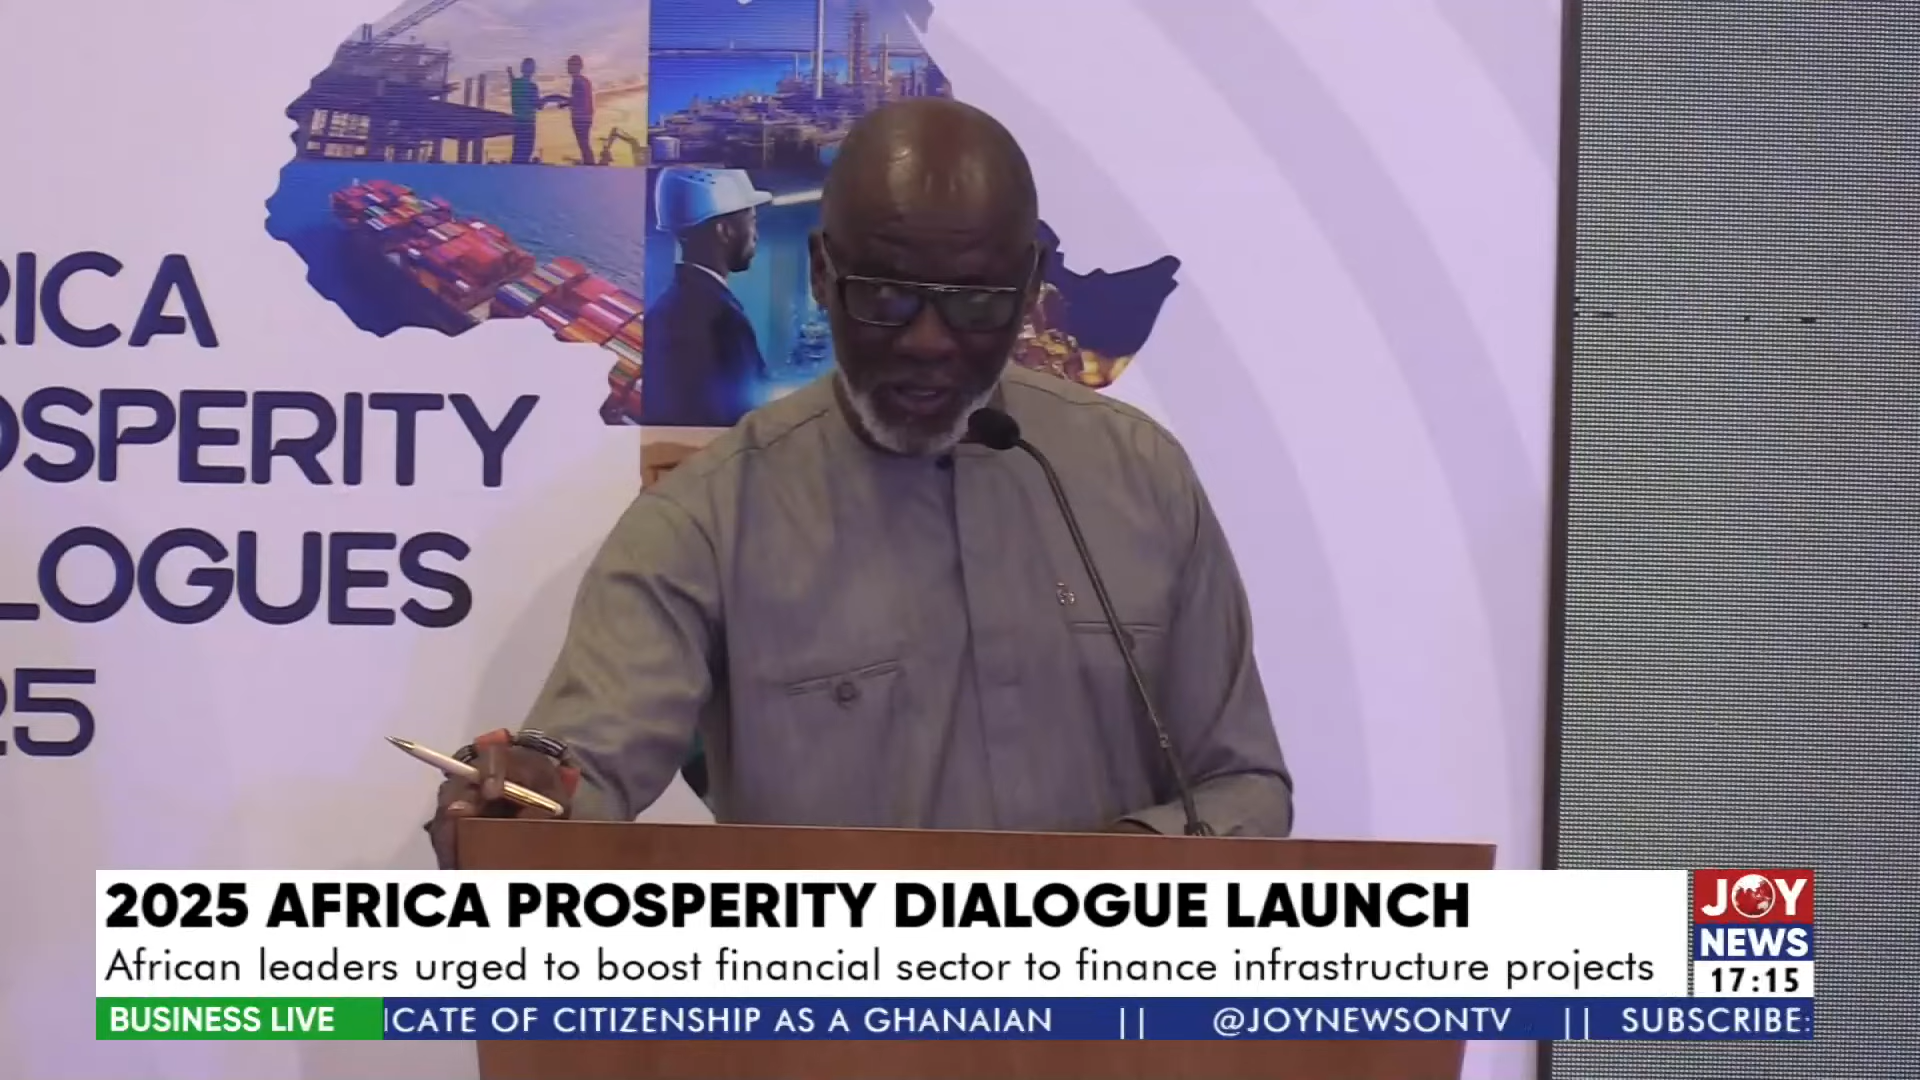 RICA
OSPERITY
LOGUES
25
2025 AFRICA PROSPERITY DIALOGUE LAUNCH
African leaders urged to boost financial sector to finance infrastructure projects
JOY
NEWS
17:15
BUSINESS LIVE
ICATE OF CITIZENSHIP AS A GHANAIAN || @JOYNEWSONTV || SUBSCRIBE: